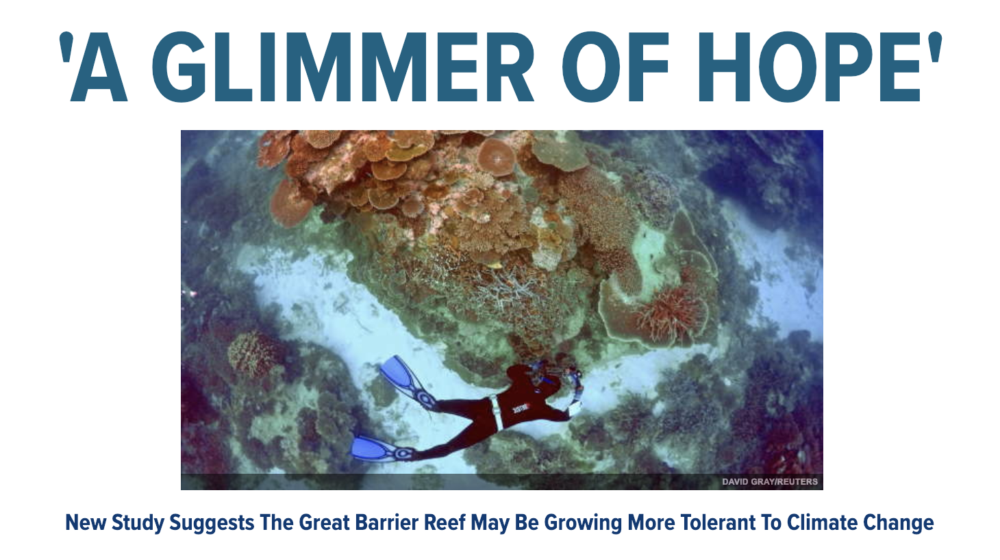 'A GLIMMER OF HOPE'
DAVID GRAY/REUTERS
New Study Suggests The Great Barrier Reef May Be Growing More Tolerant To Climate Change